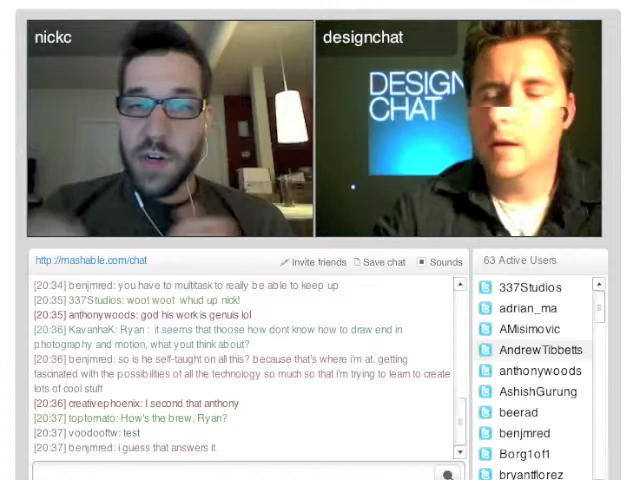 nickc
designchat
DESIGN
CHAT
http://mashable.com/chat
Invite friends
Save chat
Sounds
63 Active Users
[20:34] benjmred: you have to multitask to really be able to keep up
[20:35] 337Studios: woot woot whud up nick!
[20:35] anthonywoods: god his work is genuis lol
[20:36] KavanhaK: Ryan : it seems that thoose how dont know how to draw end in
photography and motion, what yout think about?
[20:36] benjmred: so is he self-taught on all this? because that's where i'm at. getting
fascinated with the possibilities of all the technology so much so that i'm trying to learn to create
lots of cool stuff
[20:36] creativephoenix: I second that anthony
[20:37] toptomato: How's the brew, Ryan?
[20:37] voodooftw: test
[20:37] benjmred: i guess that answers it
337Studios
adrian_ma
AMisimovic
AndrewTibbetts
anthonywoods
AshishGurung
beerad
benjmred
Borg1of1
bryantflorez